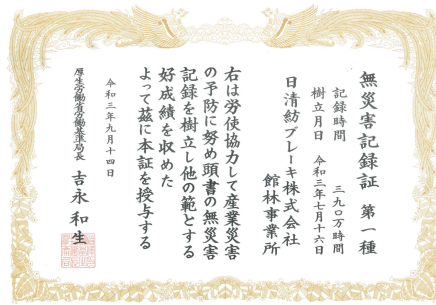 無災害記録証 第一種
記録時間 三九〇万時間
樹立月日 令和三年七月十六日
日清紡ブレーキ株式会社
館林事業所
右は労使協力して産業災害
の予防に努め頭書の無災害
記録を樹立し他の範とする
好成績を収めた
よって茲に本証を授与する
令和三年九月十四日
厚生労働省労働基準局長 吉永和生